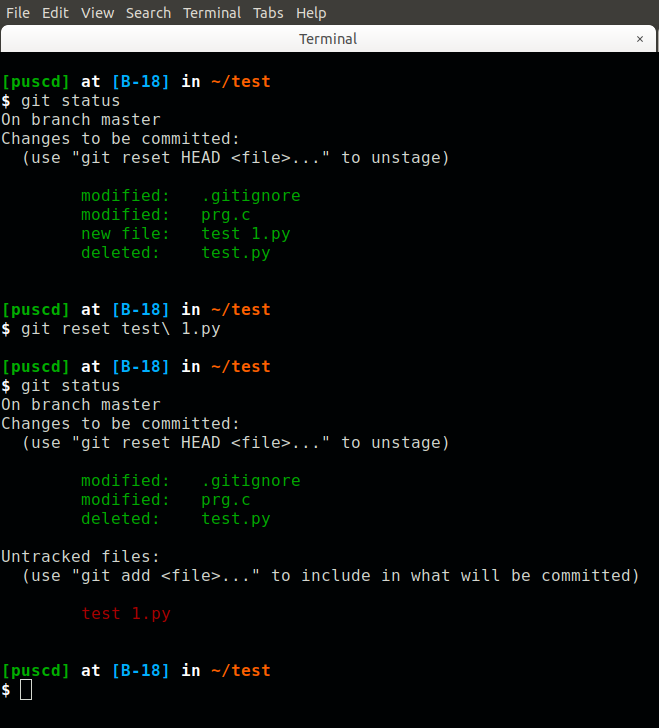 File Edit View Search Terminal Tabs Help
Terminal ×
[puscd] at [B-18] in ~/test
$ git status
On branch master
Changes to be committed:
  (use "git reset HEAD <file>..." to unstage)
        modified:   .gitignore
        modified:   prg.c
        new file:   test 1.py
        deleted:    test.py
[puscd] at [B-18] in ~/test
$ git reset test\ 1.py
[puscd] at [B-18] in ~/test
$ git status
On branch master
Changes to be committed:
  (use "git reset HEAD <file>..." to unstage)
        modified:   .gitignore
        modified:   prg.c
        deleted:    test.py
Untracked files:
  (use "git add <file>..." to include in what will be committed)
        test 1.py
[puscd] at [B-18] in ~/test
$